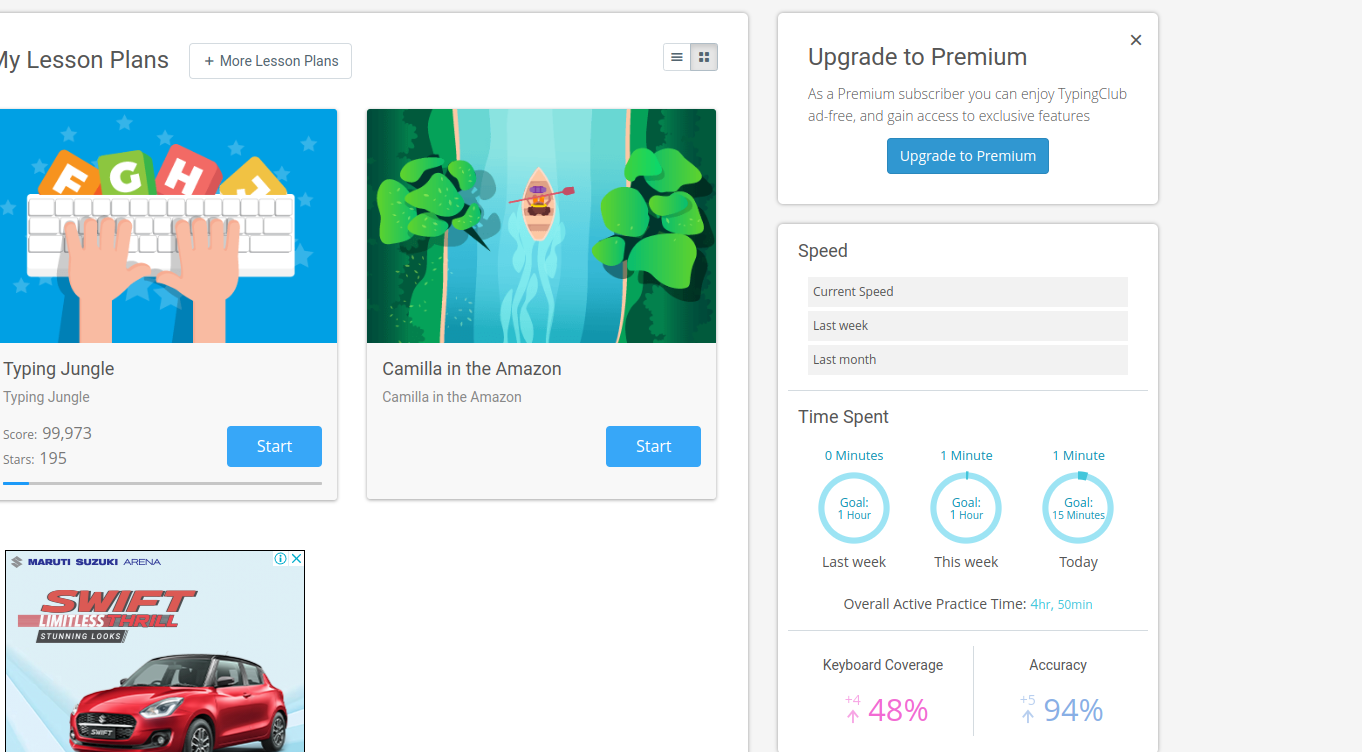 My Lesson Plans
+ More Lesson Plans
F G H J
Typing Jungle
Typing Jungle
Score: 99,973
Stars: 195
Start
Camilla in the Amazon
Camilla in the Amazon
Start
MARUTI SUZUKI ARENA
SWIFT
LIMITLESS THRILL
STUNNING LOOKS
SWIFT
Upgrade to Premium
As a Premium subscriber you can enjoy TypingClub
ad-free, and gain access to exclusive features
Upgrade to Premium
Speed
Current Speed
Last week
Last month
Time Spent
0 Minutes
Goal:
1 Hour
Last week
1 Minute
Goal:
1 Hour
This week
1 Minute
Goal:
15 Minutes
Today
Overall Active Practice Time: 4hr, 50min
Keyboard Coverage
+4
48%
Accuracy
+5
94%